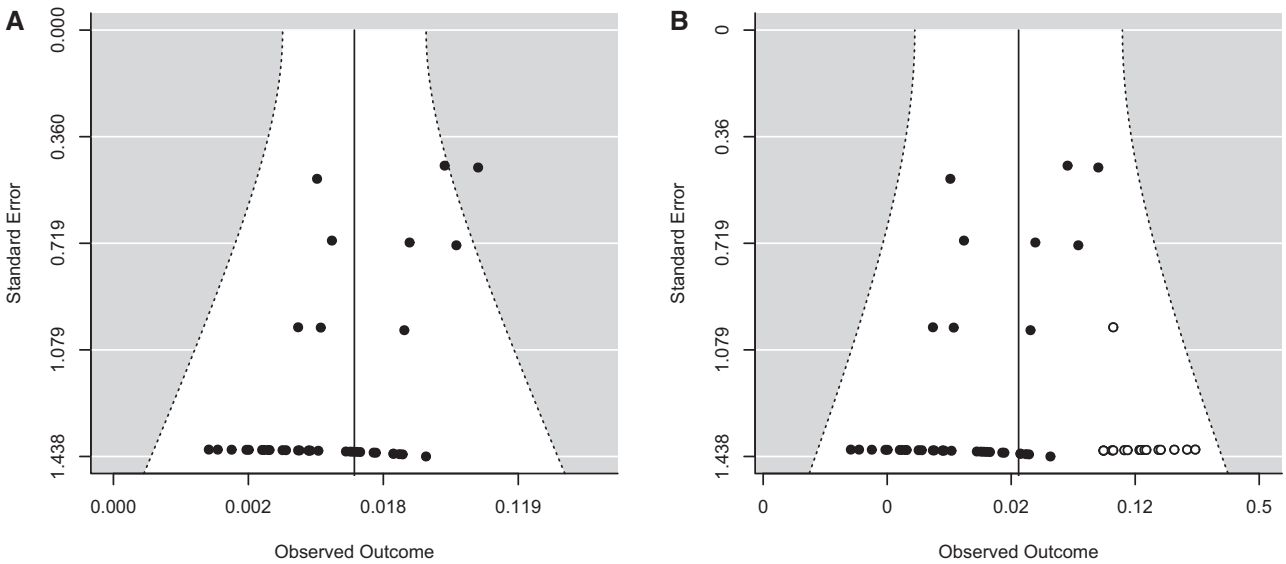 A
Standard Error
0.000
0.360
0.719
1.079
1.438
0.000 0.002 0.018 0.119
Observed Outcome
B
Standard Error
0
0.36
0.719
1.079
1.438
0 0 0.02 0.12 0.5
Observed Outcome